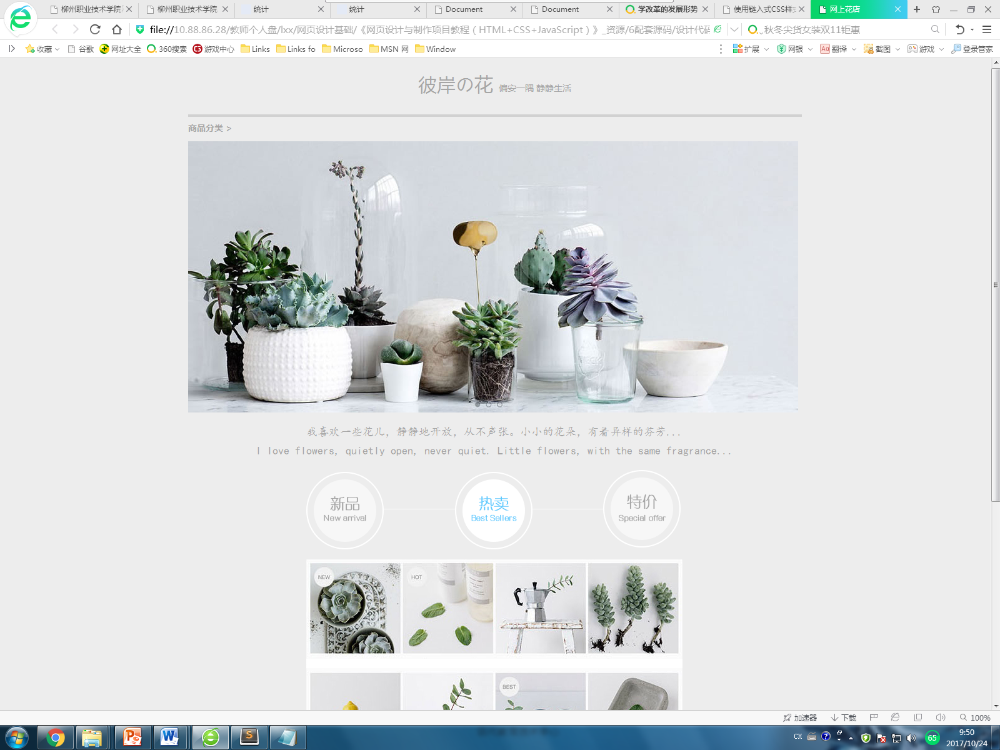 柳州职业技术学院
柳州职业技术学院
统计
统计
Document
Document
学改革的发展形势
使用链入式CSS样式
网上花店
file://10.88.86.28/教师个人盘/lxx/网页设计基础/《网页设计与制作项目教程（HTML+CSS+JavaScript）》_资源/6配套源码/设计代码
秋冬尖货女装双11钜惠
收藏
谷歌
网址大全
360搜索
游戏中心
Links
Links fo
Microso
MSN 网
Window
扩展
网银
翻译
截图
游戏
登录管家
彼岸の花 偏安一隅 静静生活
商品分类 >
我喜欢一些花儿，静静地开放，从不声张。小小的花朵，有着异样的芬芳...
I love flowers, quietly open, never quiet. Little flowers, with the same fragrance...
新品
New arrival
热卖
Best Sellers
特价
Special offer
NEW
HOT
BEST
加速器
下载
100%
CH
65
9:50
2017/10/24